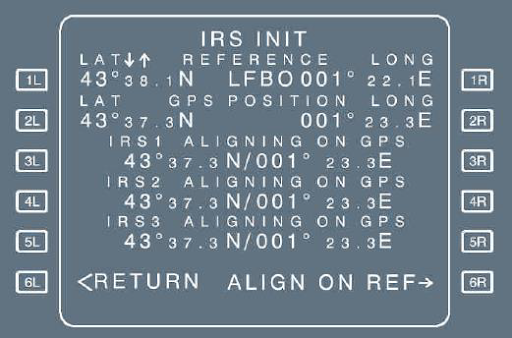 IRS INIT
LAT↓↑ REFERENCE LONG
1L 43°38.1N LFBO 001° 22.1E 1R
LAT GPS POSITION LONG
2L 43°37.3N 001° 23.3E 2R
IRS1 ALIGNING ON GPS
3L 43°37.3N/001° 23.3E 3R
IRS2 ALIGNING ON GPS
4L 43°37.3N/001° 23.3E 4R
IRS3 ALIGNING ON GPS
5L 43°37.3N/001° 23.3E 5R
6L <RETURN ALIGN ON REF→ 6R